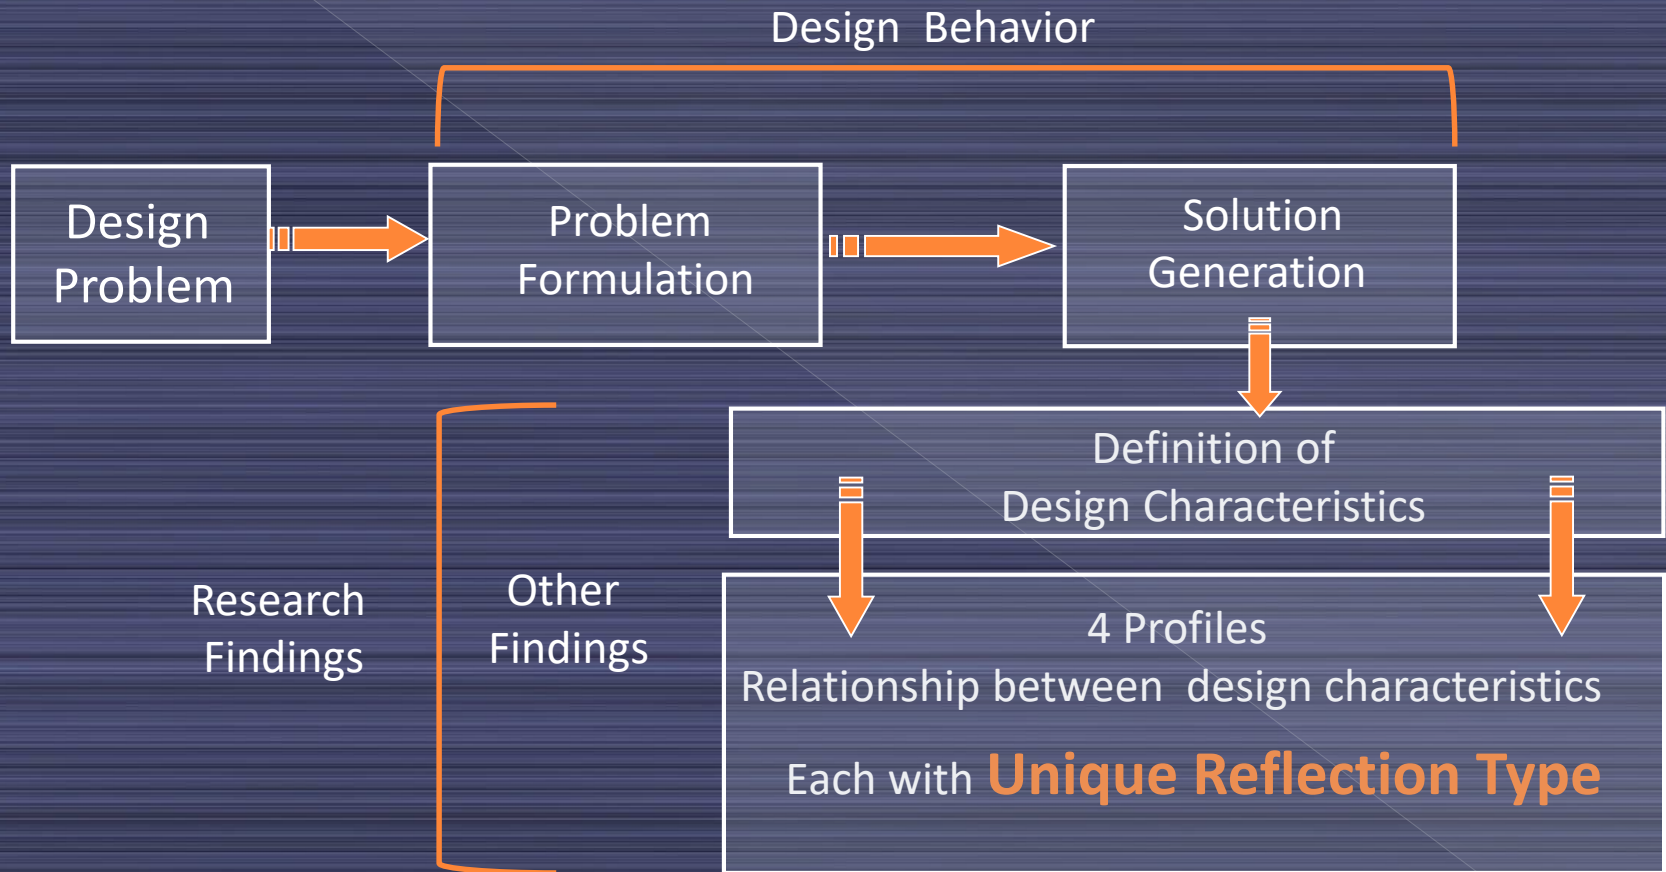 Design Behavior
Design
Problem
Problem
Formulation
Solution
Generation
Definition of
Design Characteristics
Research
Findings
Other
Findings
4 Profiles
Relationship between design characteristics
Each with Unique Reflection Type